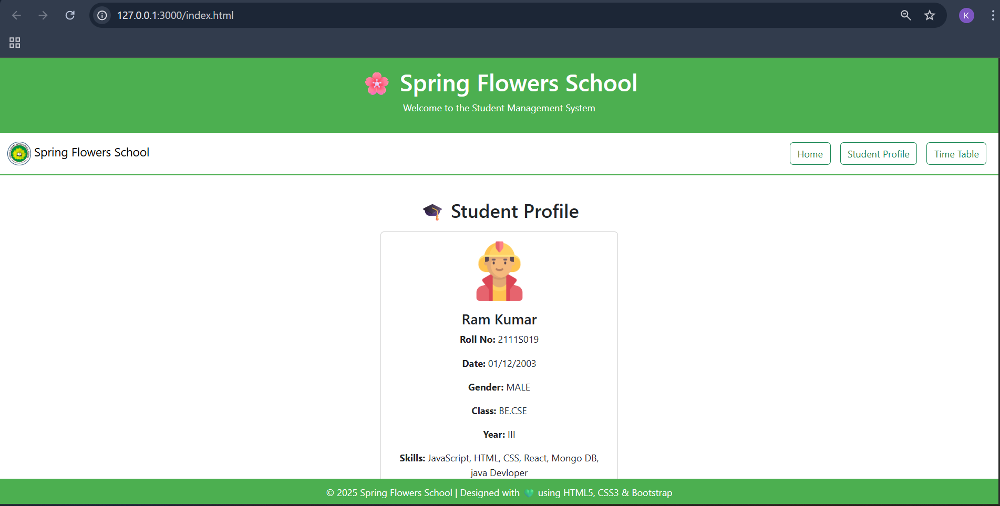 127.0.0.1:3000/index.html
K
Spring Flowers School
Welcome to the Student Management System
Spring Flowers School
Home
Student Profile
Time Table
Student Profile
Ram Kumar
Roll No: 2111S019
Date: 01/12/2003
Gender: MALE
Class: BE.CSE
Year: III
Skills: JavaScript, HTML, CSS, React, Mongo DB,
java Devloper
© 2025 Spring Flowers School | Designed with 💚 using HTML5, CSS3 & Bootstrap